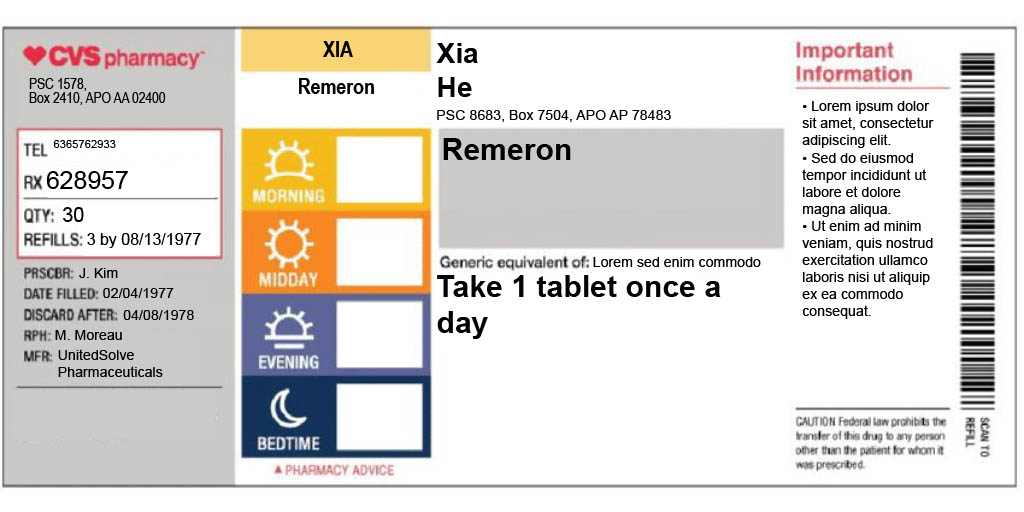 CVS pharmacy
PSC 1578,
Box 2410, APO AA 02400
TEL 6365762933
RX 628957
QTY: 30
REFILLS: 3 by 08/13/1977
PRSCBR: J. Kim
DATE FILLED: 02/04/1977
DISCARD AFTER: 04/08/1978
RPH: M. Moreau
MFR: UnitedSolve
Pharmaceuticals
XIA
Remeron
MORNING
MIDDAY
EVENING
BEDTIME
▲ PHARMACY ADVICE
Xia
He
PSC 8683, Box 7504, APO AP 78483
Remeron
Generic equivalent of: Lorem sed enim commodo
Take 1 tablet once a
day
Important
Information
• Lorem ipsum dolor
sit amet, consectetur
adipiscing elit.
• Sed do eiusmod
tempor incididunt ut
labore et dolore
magna aliqua.
• Ut enim ad minim
veniam, quis nostrud
exercitation ullamco
laboris nisi ut aliquip
ex ea commodo
consequat.
CAUTION Federal law prohibits the
transfer of this drug to any person
other than the patient for whom it
was prescribed.
SCAN TO
REFILL